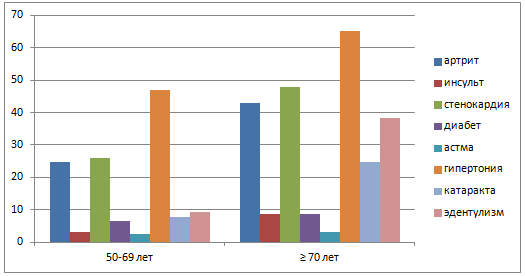 70
60
50
40
30
20
10
0
50-69 лет
≥ 70 лет
артрит
инсульт
стенокардия
диабет
астма
гипертония
катаракта
эдентулизм